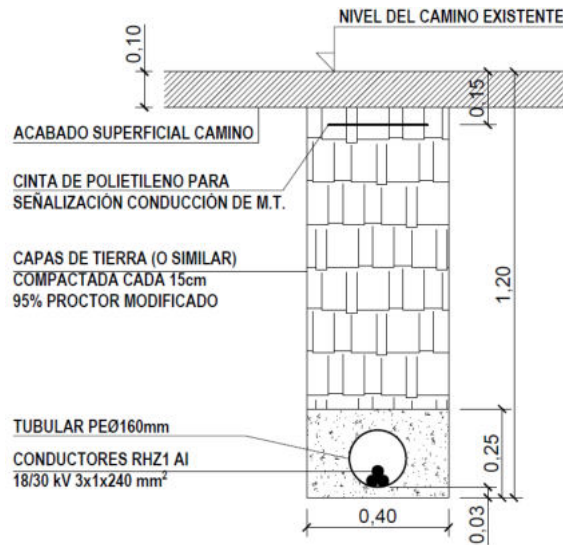 NIVEL DEL CAMINO EXISTENTE
0,10
0,15
ACABADO SUPERFICIAL CAMINO
CINTA DE POLIETILENO PARA
SEÑALIZACIÓN CONDUCCIÓN DE M.T.
CAPAS DE TIERRA (O SIMILAR)
COMPACTADA CADA 15cm
95% PROCTOR MODIFICADO
1,20
TUBULAR PEØ160mm
CONDUCTORES RHZ1 Al
18/30 kV 3x1x240 mm²
0,25
0,40
0,03